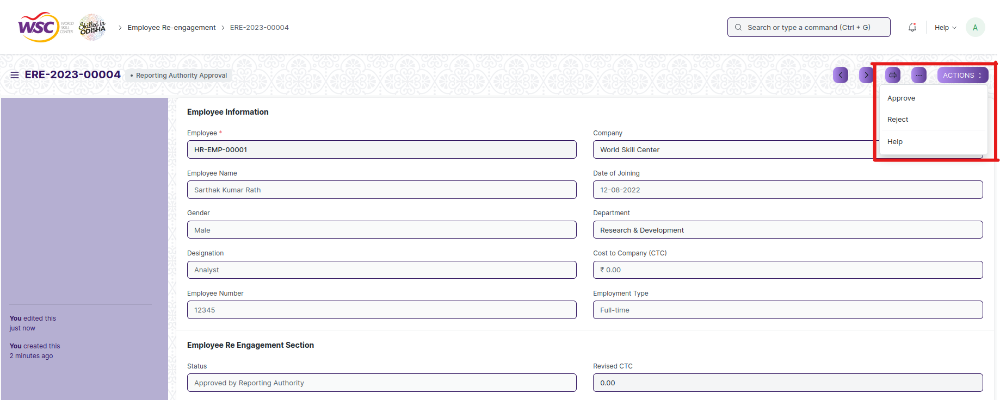 WSC WORLD SKILL CENTER
Skilled in ODISHA
Employee Re-engagement
ERE-2023-00004
Search or type a command (Ctrl + G)
Help
A
ERE-2023-00004
Reporting Authority Approval
ACTIONS
Approve
Reject
Help
Employee Information
Employee *
HR-EMP-00001
Company
World Skill Center
Employee Name
Sarthak Kumar Rath
Date of Joining
12-08-2022
Gender
Male
Department
Research & Development
Designation
Analyst
Cost to Company (CTC)
₹ 0.00
Employee Number
12345
Employment Type
Full-time
You edited this
just now
You created this
2 minutes ago
Employee Re Engagement Section
Status
Approved by Reporting Authority
Revised CTC
0.00